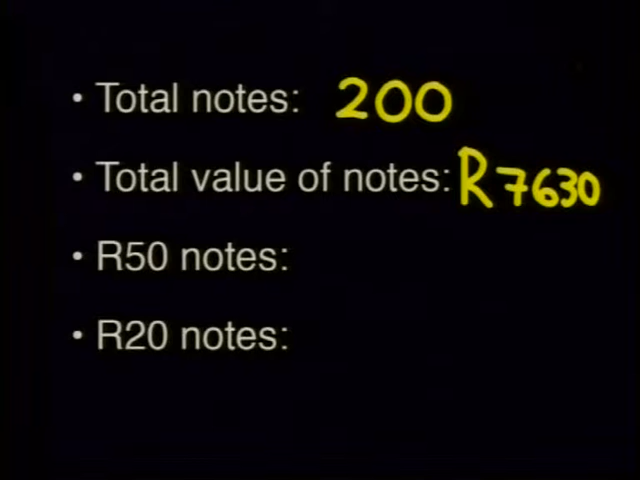 • Total notes: 200
• Total value of notes: R7630
• R50 notes:
• R20 notes: